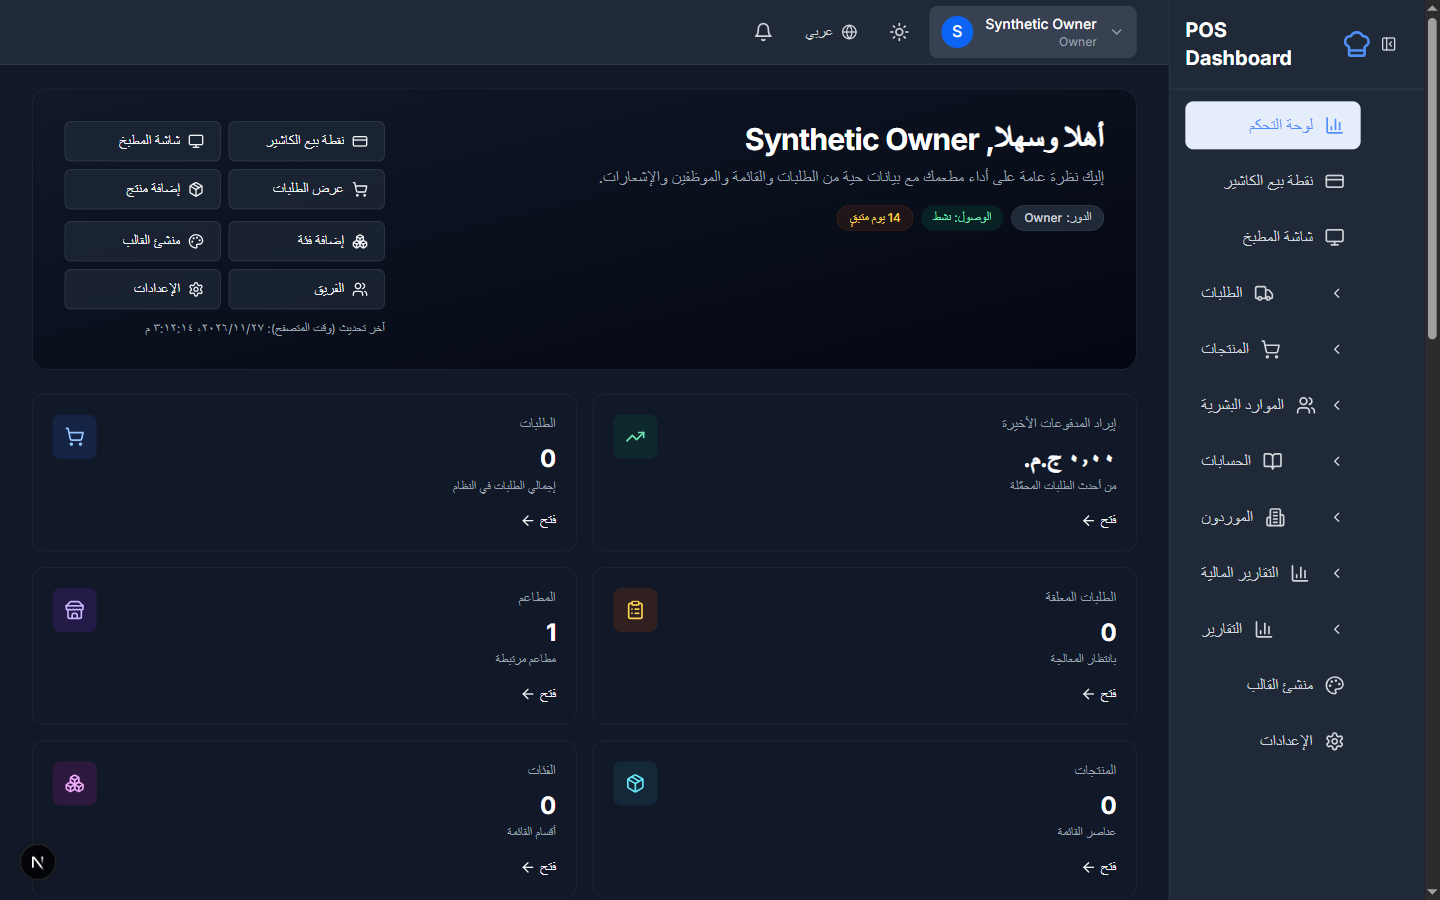 POS
Dashboard
Synthetic Owner
Owner
S
عربي
لوحة التحكم
نقطة بيع الكاشير
شاشة المطبخ
الطلبات
المنتجات
الموارد البشرية
الحسابات
الموردون
التقارير المالية
التقارير
منشئ القالب
الإعدادات
أهلا وسهلا, Synthetic Owner
إليك نظرة عامة على أداء مطعمك مع بيانات حية من الطلبات والقائمة والموظفين والإشعارات.
الدور: Owner
الوصول: نشط
14 يوم متبقٍ
نقطة بيع الكاشير
شاشة المطبخ
عرض الطلبات
إضافة منتج
إضافة فئة
منشئ القالب
الفريق
الإعدادات
آخر تحديث (وقت المتصفح): ٢٠٢٦/١١/٢٧، ٣:١٢:١٤ م
إيراد المدفوعات الأخيرة
٠٫٠٠ ج.م.
من أحدث الطلبات المحمّلة
فتح ←
الطلبات
0
إجمالي الطلبات في النظام
فتح ←
الطلبات المعلقة
0
بانتظار المعالجة
فتح ←
المطاعم
1
مطاعم مرتبطة
فتح ←
المنتجات
0
عناصر القائمة
فتح ←
الفئات
0
أقسام القائمة
فتح ←
N